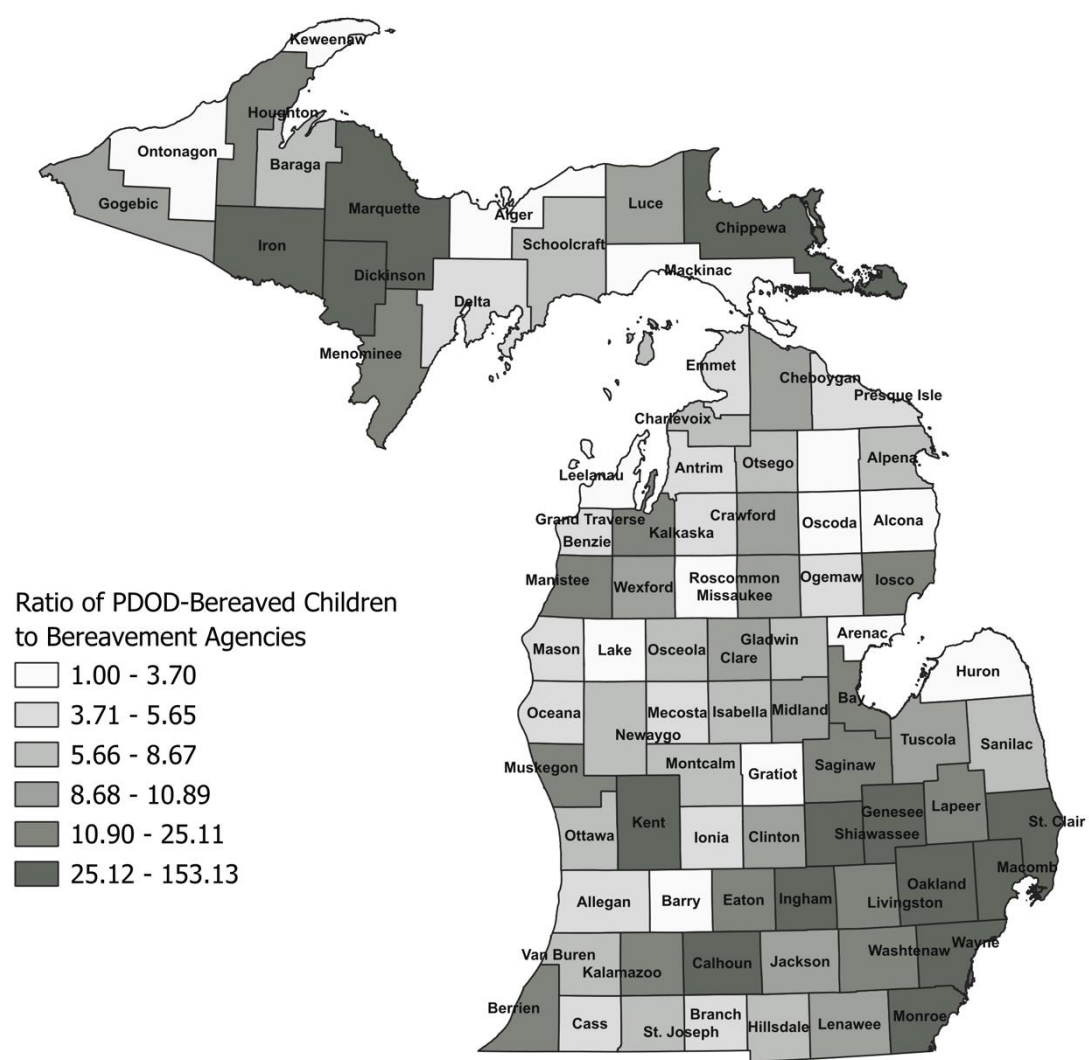 Keweenaw
Houghton
Ontonagon
Baraga
Gogebic
Marquette
Alger
Luce
Chippewa
Iron
Schoolcraft
Dickinson
Mackinac
Delta
Menominee
Emmet
Cheboygan
Presque Isle
Charlevoix
Leelanau
Antrim
Otsego
Alpena
Grand Traverse
Benzie
Kalkaska
Crawford
Oscoda
Alcona
Manistee
Wexford
Roscommon
Missaukee
Ogemaw
Iosco
Ratio of PDOD-Bereaved Children
to Bereavement Agencies
1.00 - 3.70
3.71 - 5.65
5.66 - 8.67
8.68 - 10.89
10.90 - 25.11
25.12 - 153.13
Mason
Lake
Osceola
Clare
Gladwin
Arenac
Huron
Oceana
Newaygo
Mecosta
Isabella
Midland
Bay
Tuscola
Sanilac
Muskegon
Montcalm
Gratiot
Saginaw
Ottawa
Kent
Ionia
Clinton
Shiawassee
Genesee
Lapeer
St. Clair
Allegan
Barry
Eaton
Ingham
Livingston
Oakland
Macomb
Van Buren
Kalamazoo
Calhoun
Jackson
Washtenaw
Wayne
Berrien
Cass
St. Joseph
Branch
Hillsdale
Lenawee
Monroe